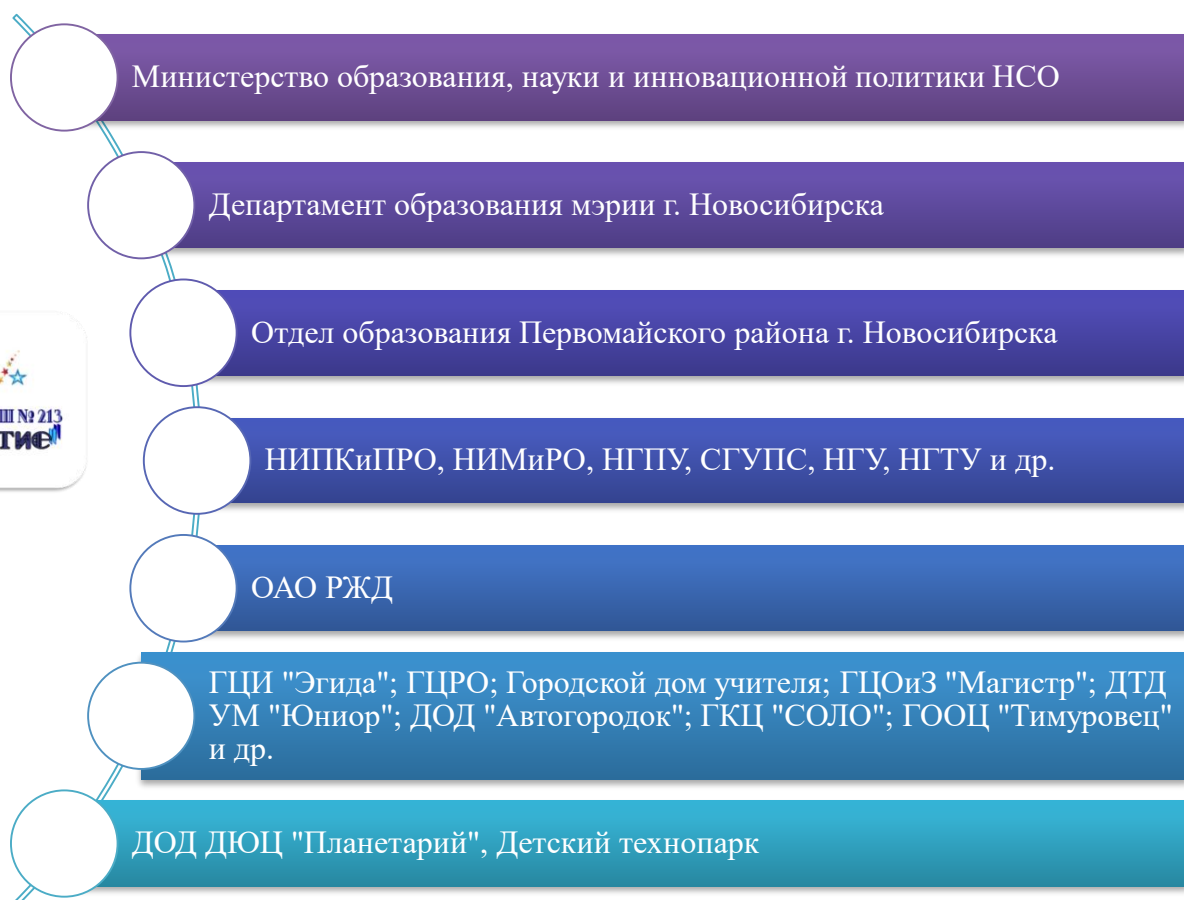 Министерство образования, науки и инновационной политики НСО
Департамент образования мэрии г. Новосибирска
Отдел образования Первомайского района г. Новосибирска
№ 213
НИПКиПРО, НИМиРО, НГПУ, СГУПС, НГУ, НГТУ и др.
ОАО РЖД
ГЦИ "Эгида"; ГЦРО; Городской дом учителя; ГЦОиЗ "Магистр"; ДТД
УМ "Юниор"; ДОД "Автогородок"; ГКЦ "СОЛО"; ГООЦ "Тимуровец"
и др.
ДОД ДЮЦ "Планетарий", Детский технопарк